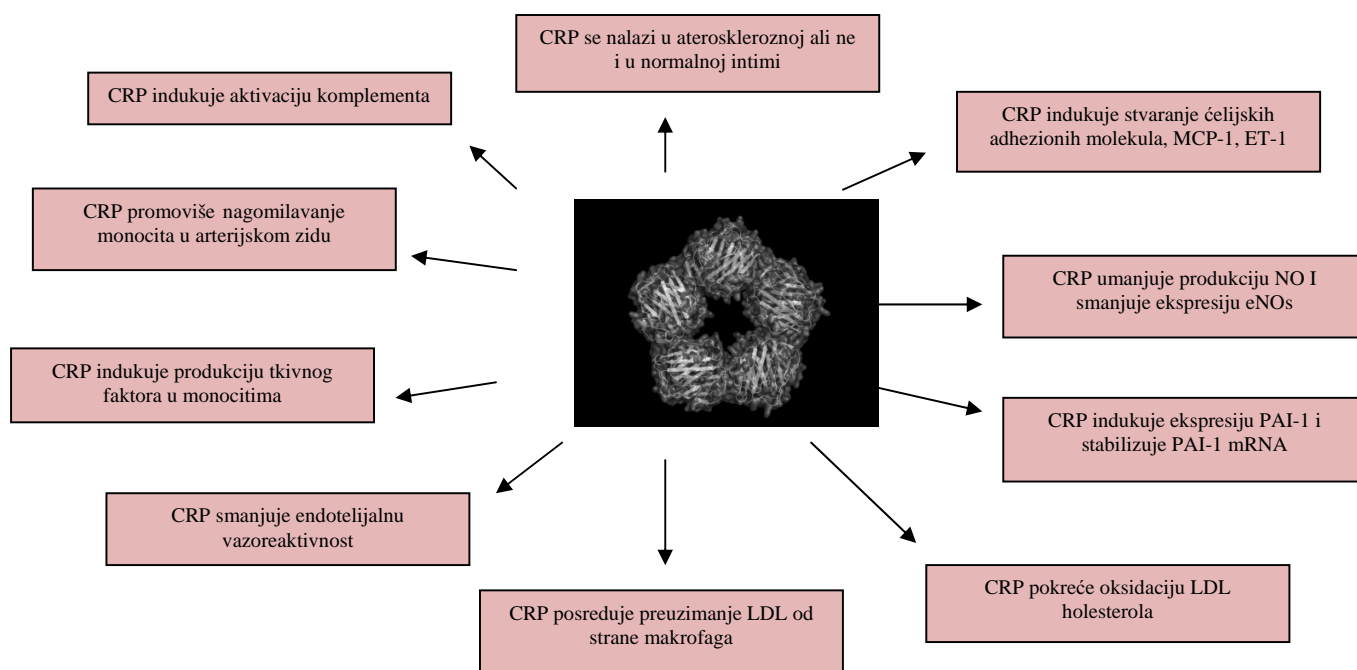 CRP se nalazi u ateroskleroznoj ali ne
i u normalnoj intimi
CRP indukuje aktivaciju komplementa
CRP indukuje stvaranje ćelijskih
adhezionih molekula, MCP-1, ET-1
CRP promoviše nagomilavanje
monocita u arterijskom zidu
CRP umanjuje produkciju NO I
smanjuje ekspresiju eNOs
CRP indukuje produkciju tkivnog
faktora u monocitima
CRP indukuje ekspresiju PAI-1 i
stabilizuje PAI-1 mRNA
CRP smanjuje endotelijalnu
vazoreaktivnost
CRP pokreće oksidaciju LDL
holesterola
CRP posreduje preuzimanje LDL od
strane makrofaga